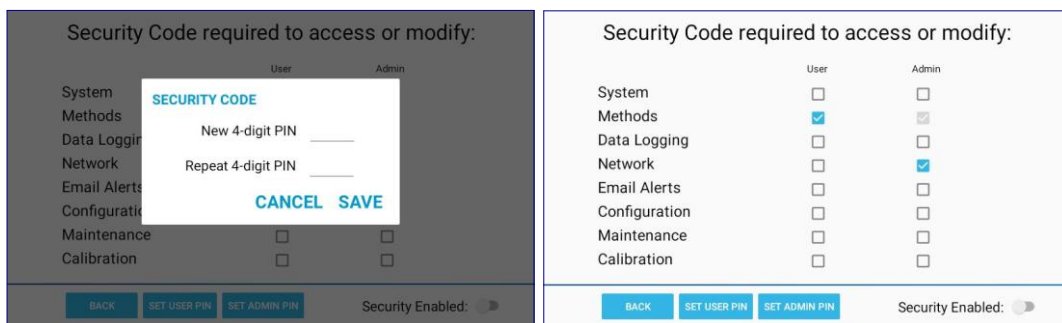 Security Code required to access or modify:
User Admin
System
Methods
Data Loggin
Network
Email Alerts
Configuratio
Maintenance
Calibration
SECURITY CODE
New 4-digit PIN
Repeat 4-digit PIN
CANCEL SAVE
BACK SET USER PIN SET ADMIN PIN Security Enabled:
Security Code required to access or modify:
User Admin
System
Methods
Data Logging
Network
Email Alerts
Configuration
Maintenance
Calibration
BACK SET USER PIN SET ADMIN PIN Security Enabled: